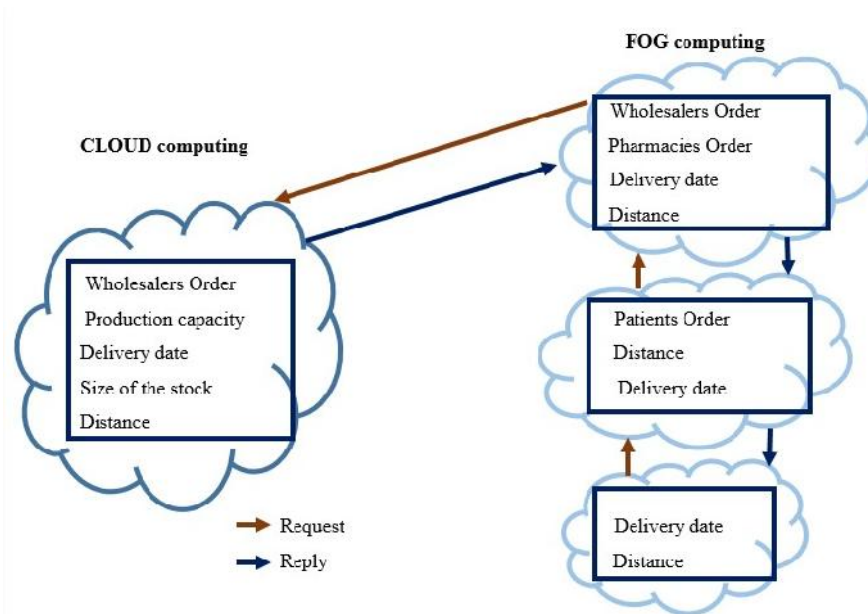 FOG computing
Wholesalers Order
Pharmacies Order
Delivery date
Distance
CLOUD computing
Wholesalers Order
Production capacity
Delivery date
Size of the stock
Distance
Patients Order
Distance
Delivery date
Delivery date
Distance
Request
Reply